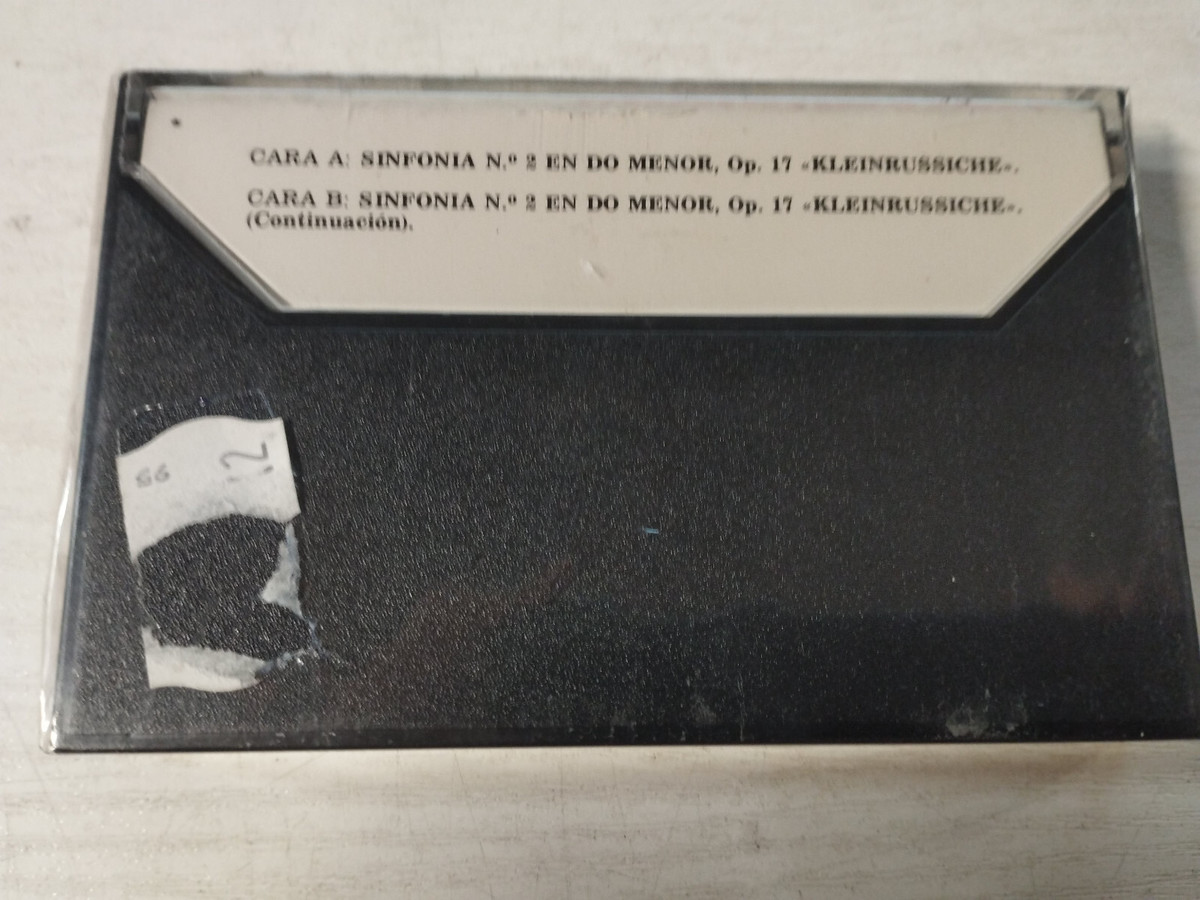 CARA A: SINFONIA N.º 2 EN DO MENOR, Op. 17 «KLEINRUSSICHE».
CARA B: SINFONIA N.º 2 EN DO MENOR, Op. 17 «KLEINRUSSICHE».
(Continuación).